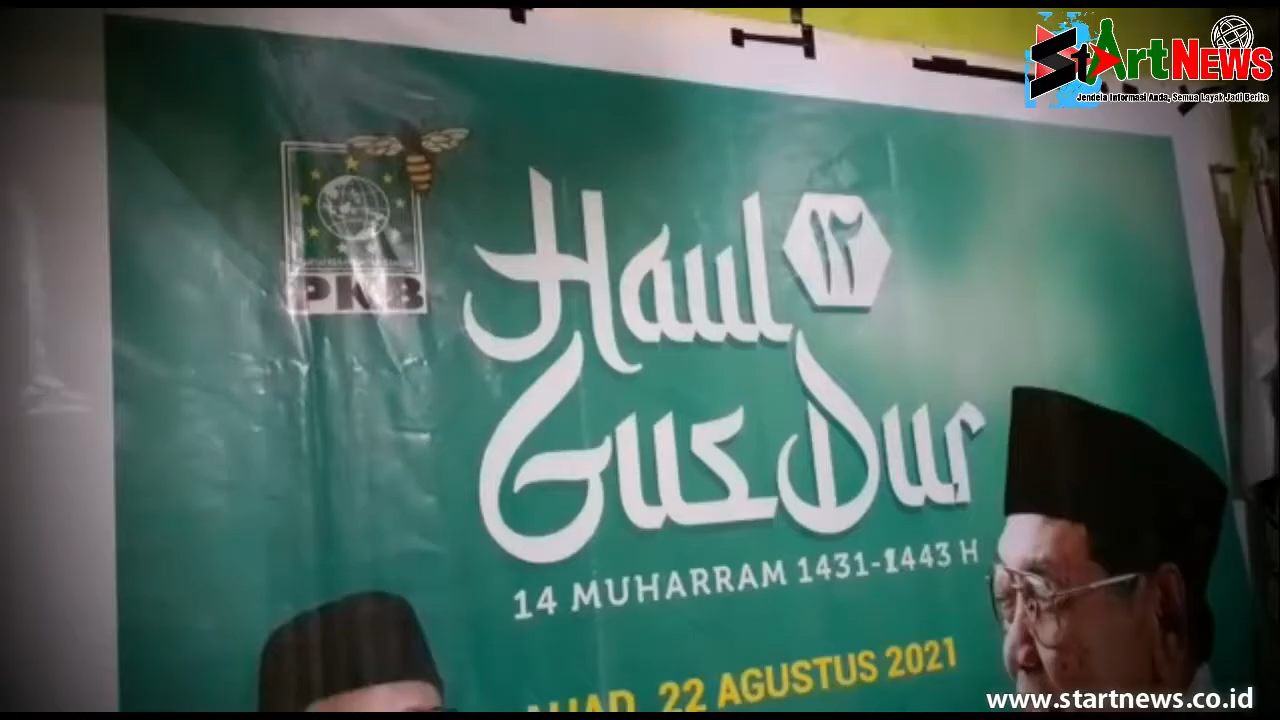 StArtNEWS
Jendela Informasi Anda, Semua Layak Jadi Berita
PKB
Haul ١٢
Gus Dur
14 MUHARRAM 1431-1443 H
AHAD, 22 AGUSTUS 2021
www.startnews.co.id